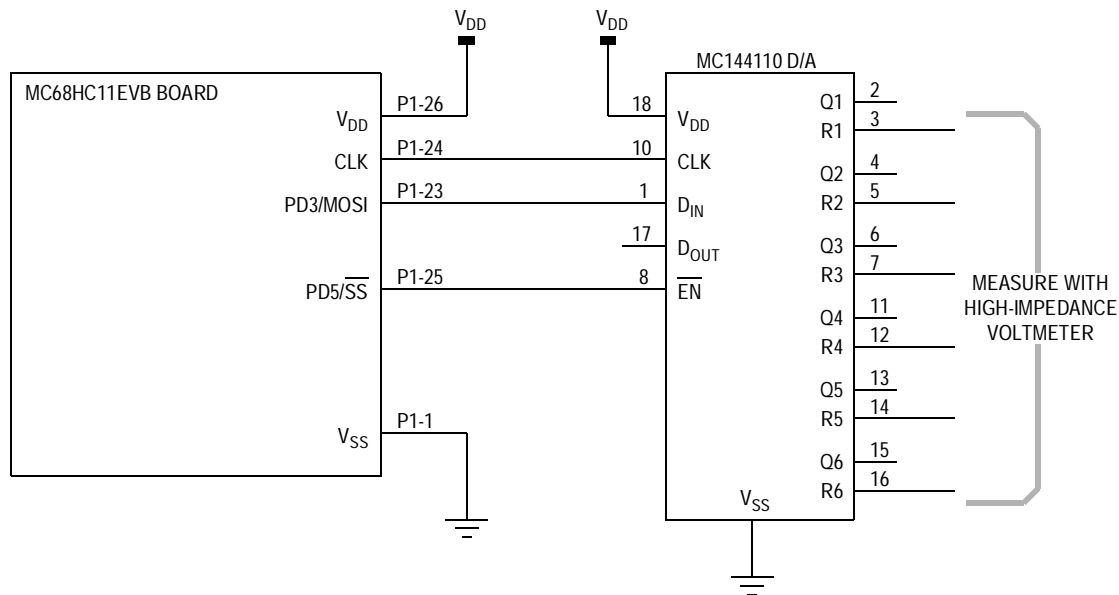 VDD
VDD
MC68HC11EVB BOARD
MC144110 D/A
VDD P1-26
18 VDD
Q1 2
R1 3
CLK P1-24
10 CLK
Q2 4
PD3/MOSI P1-23
1 DIN
R2 5
17 DOUT
Q3 6
R3 7
PD5/SS P1-25
8 EN
MEASURE WITH
HIGH-IMPEDANCE
VOLTMETER
Q4 11
R4 12
Q5 13
R5 14
VSS P1-1
Q6 15
R6 16
VSS